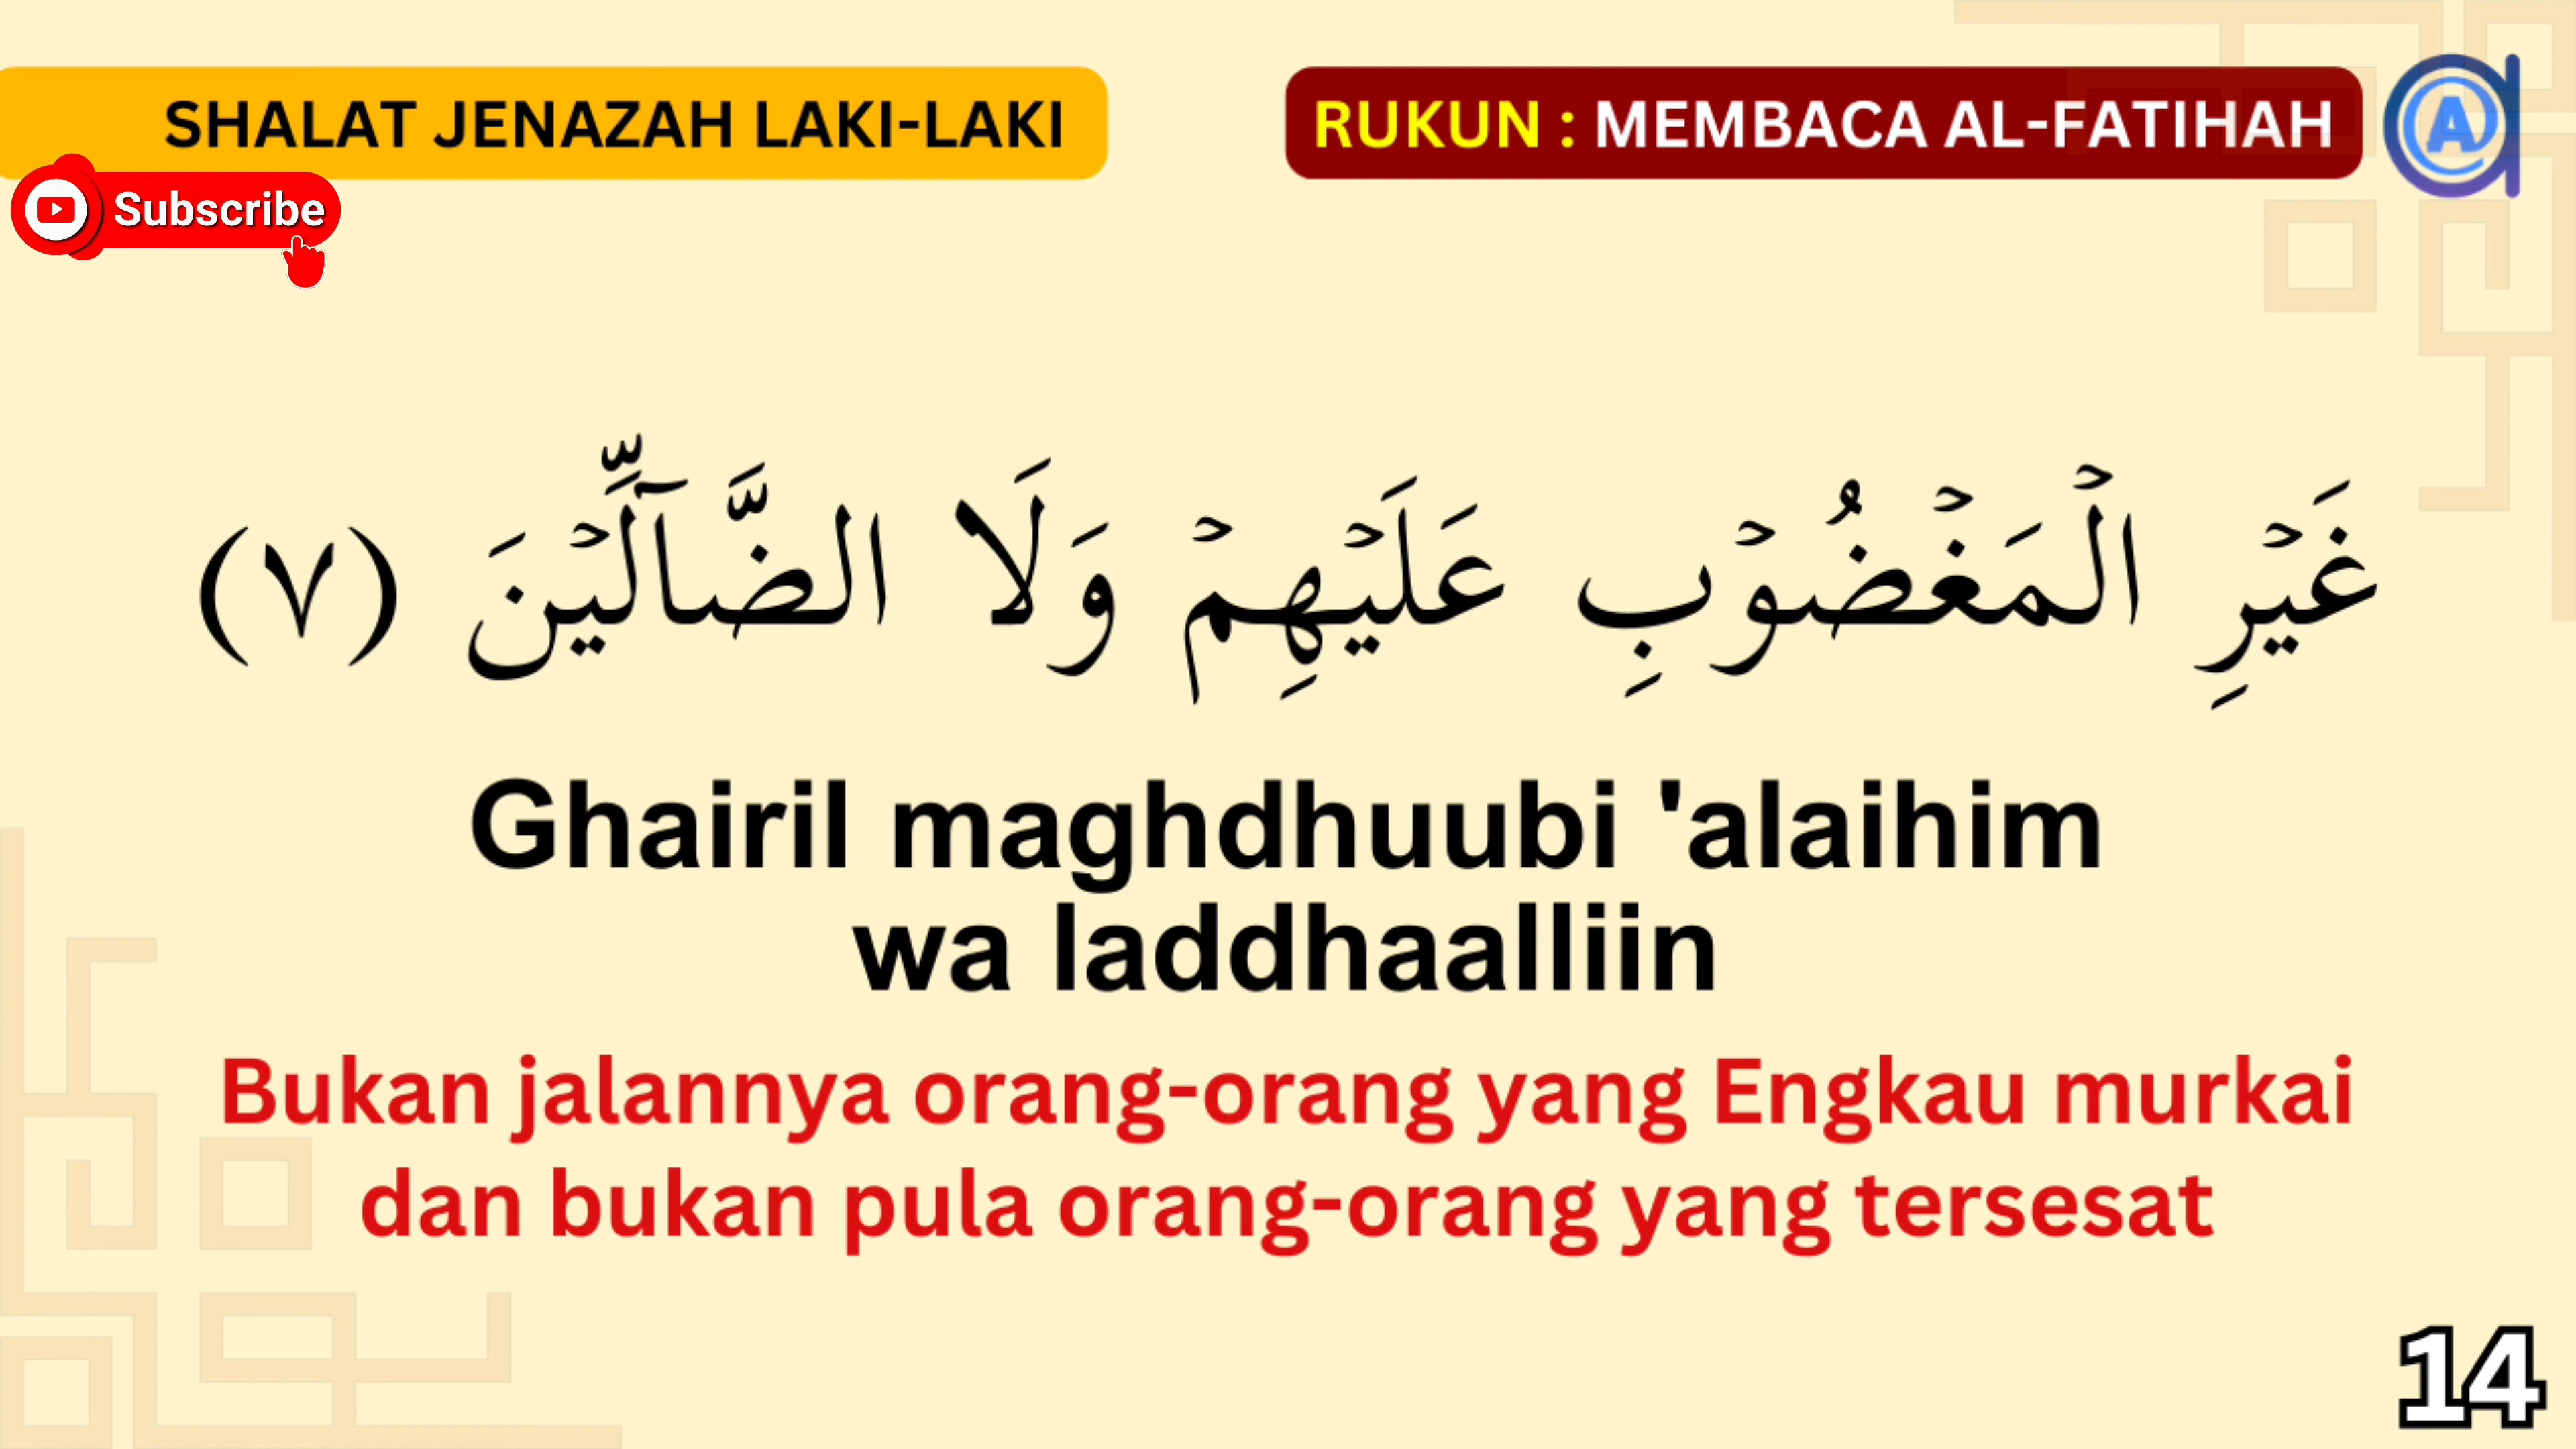 SHALAT JENAZAH LAKI-LAKI
RUKUN : MEMBACA AL-FATIHAH
A
Subscribe
غَيۡرِ الۡمَغۡضُوۡبِ عَلَيۡهِمۡ وَلَا الضَّآلِّيۡنَ (٧)
Ghairil maghdhuubi 'alaihim
wa laddhaalliin
Bukan jalannya orang-orang yang Engkau murkai
dan bukan pula orang-orang yang tersesat
14